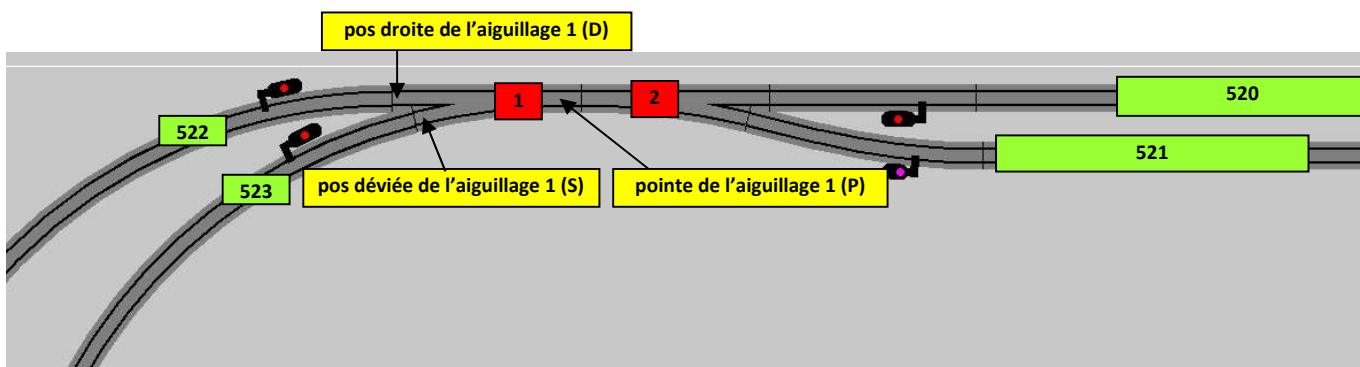 pos droite de l’aiguillage 1 (D)
1
2
520
522
521
pos déviée de l’aiguillage 1 (S)
pointe de l’aiguillage 1 (P)
523